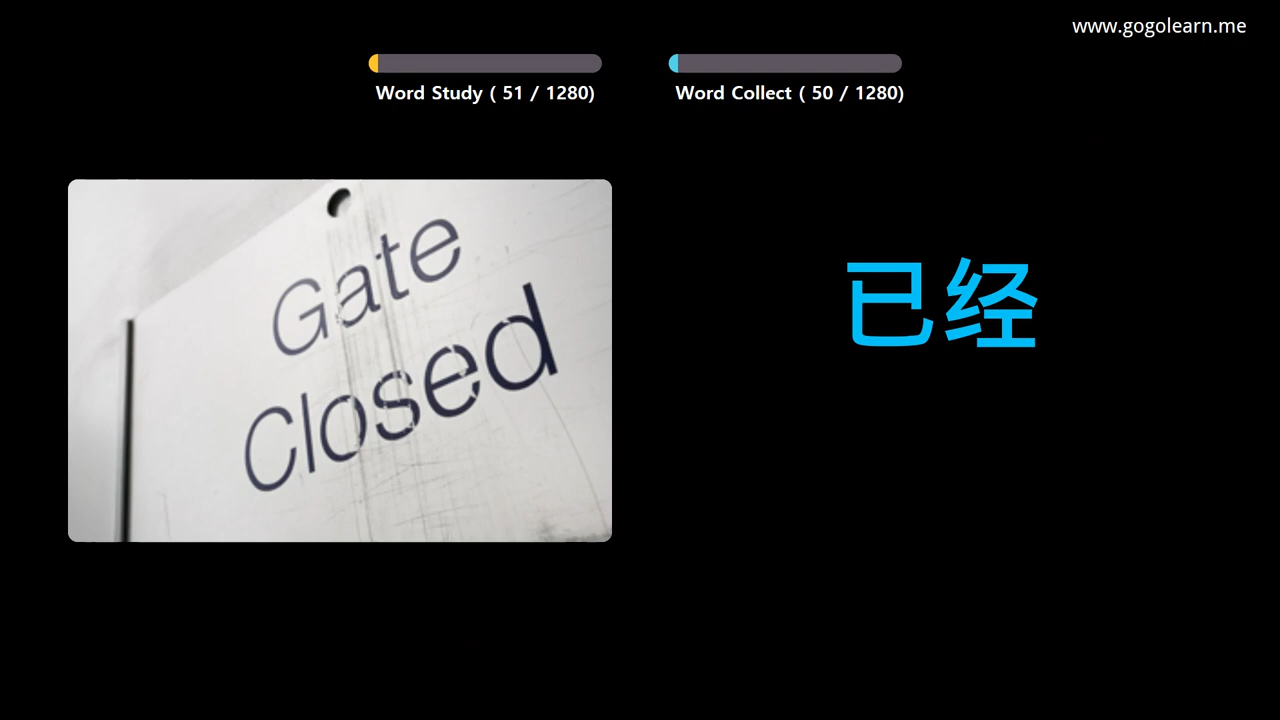 www.gogolearn.me
Word Study ( 51 / 1280)
Word Collect ( 50 / 1280)
Gate
Closed
已经